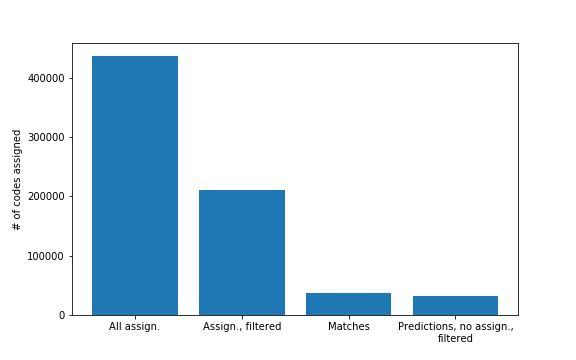 400000
300000
200000
100000
0
# of codes assigned
All assign.
Assign., filtered
Matches
Predictions, no assign.,
filtered